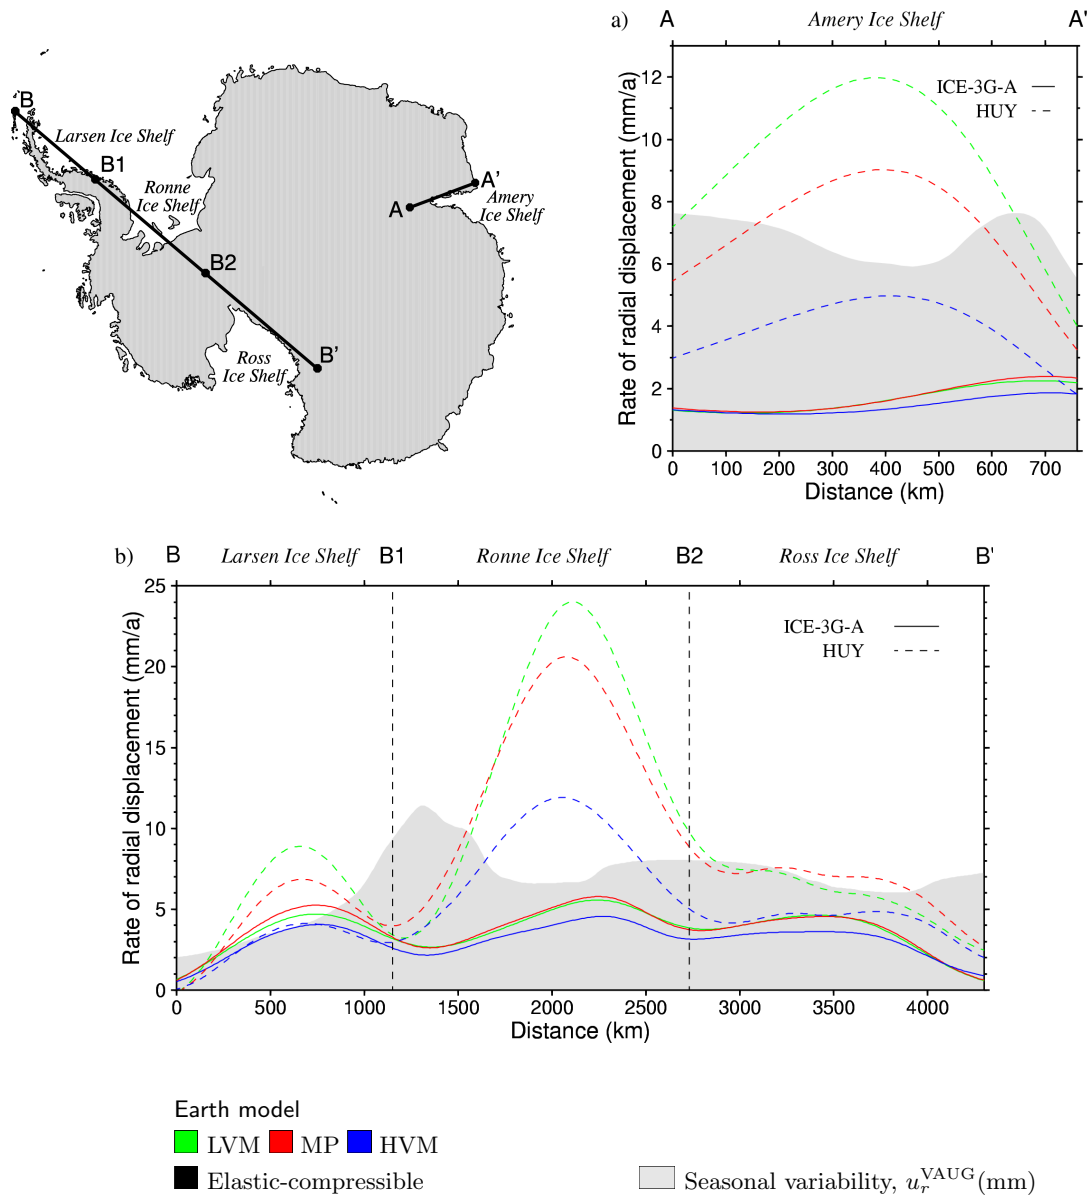 B
Larsen Ice Shelf
B1
Ronne
Ice Shelf
A'
Amery
Ice Shelf
A
B2
B'
Ross
Ice Shelf
a) A Amery Ice Shelf A'
Rate of radial displacement (mm/a)
12
10
8
6
4
2
0
ICE-3G-A
HUY
0 100 200 300 400 500 600 700
Distance (km)
b) B Larsen Ice Shelf B1 Ronne Ice Shelf B2 Ross Ice Shelf B'
Rate of radial displacement (mm/a)
25
20
15
10
5
0
ICE-3G-A
HUY
0 500 1000 1500 2000 2500 3000 3500 4000
Distance (km)
Earth model
LVM MP HVM
Elastic-compressible
Seasonal variability, u_r^VAUG(mm)